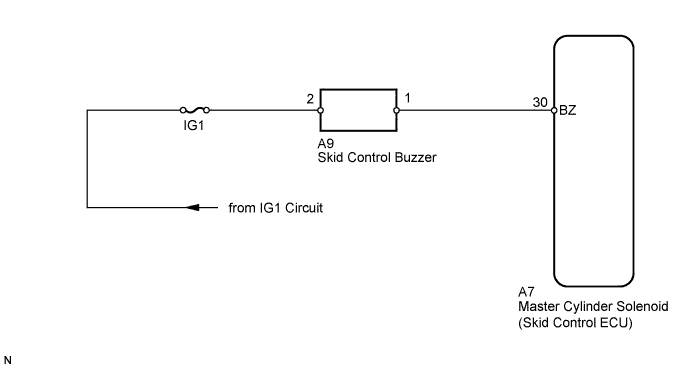 2
1
30
BZ
IG1
A9
Skid Control Buzzer
from IG1 Circuit
A7
Master Cylinder Solenoid
(Skid Control ECU)
N